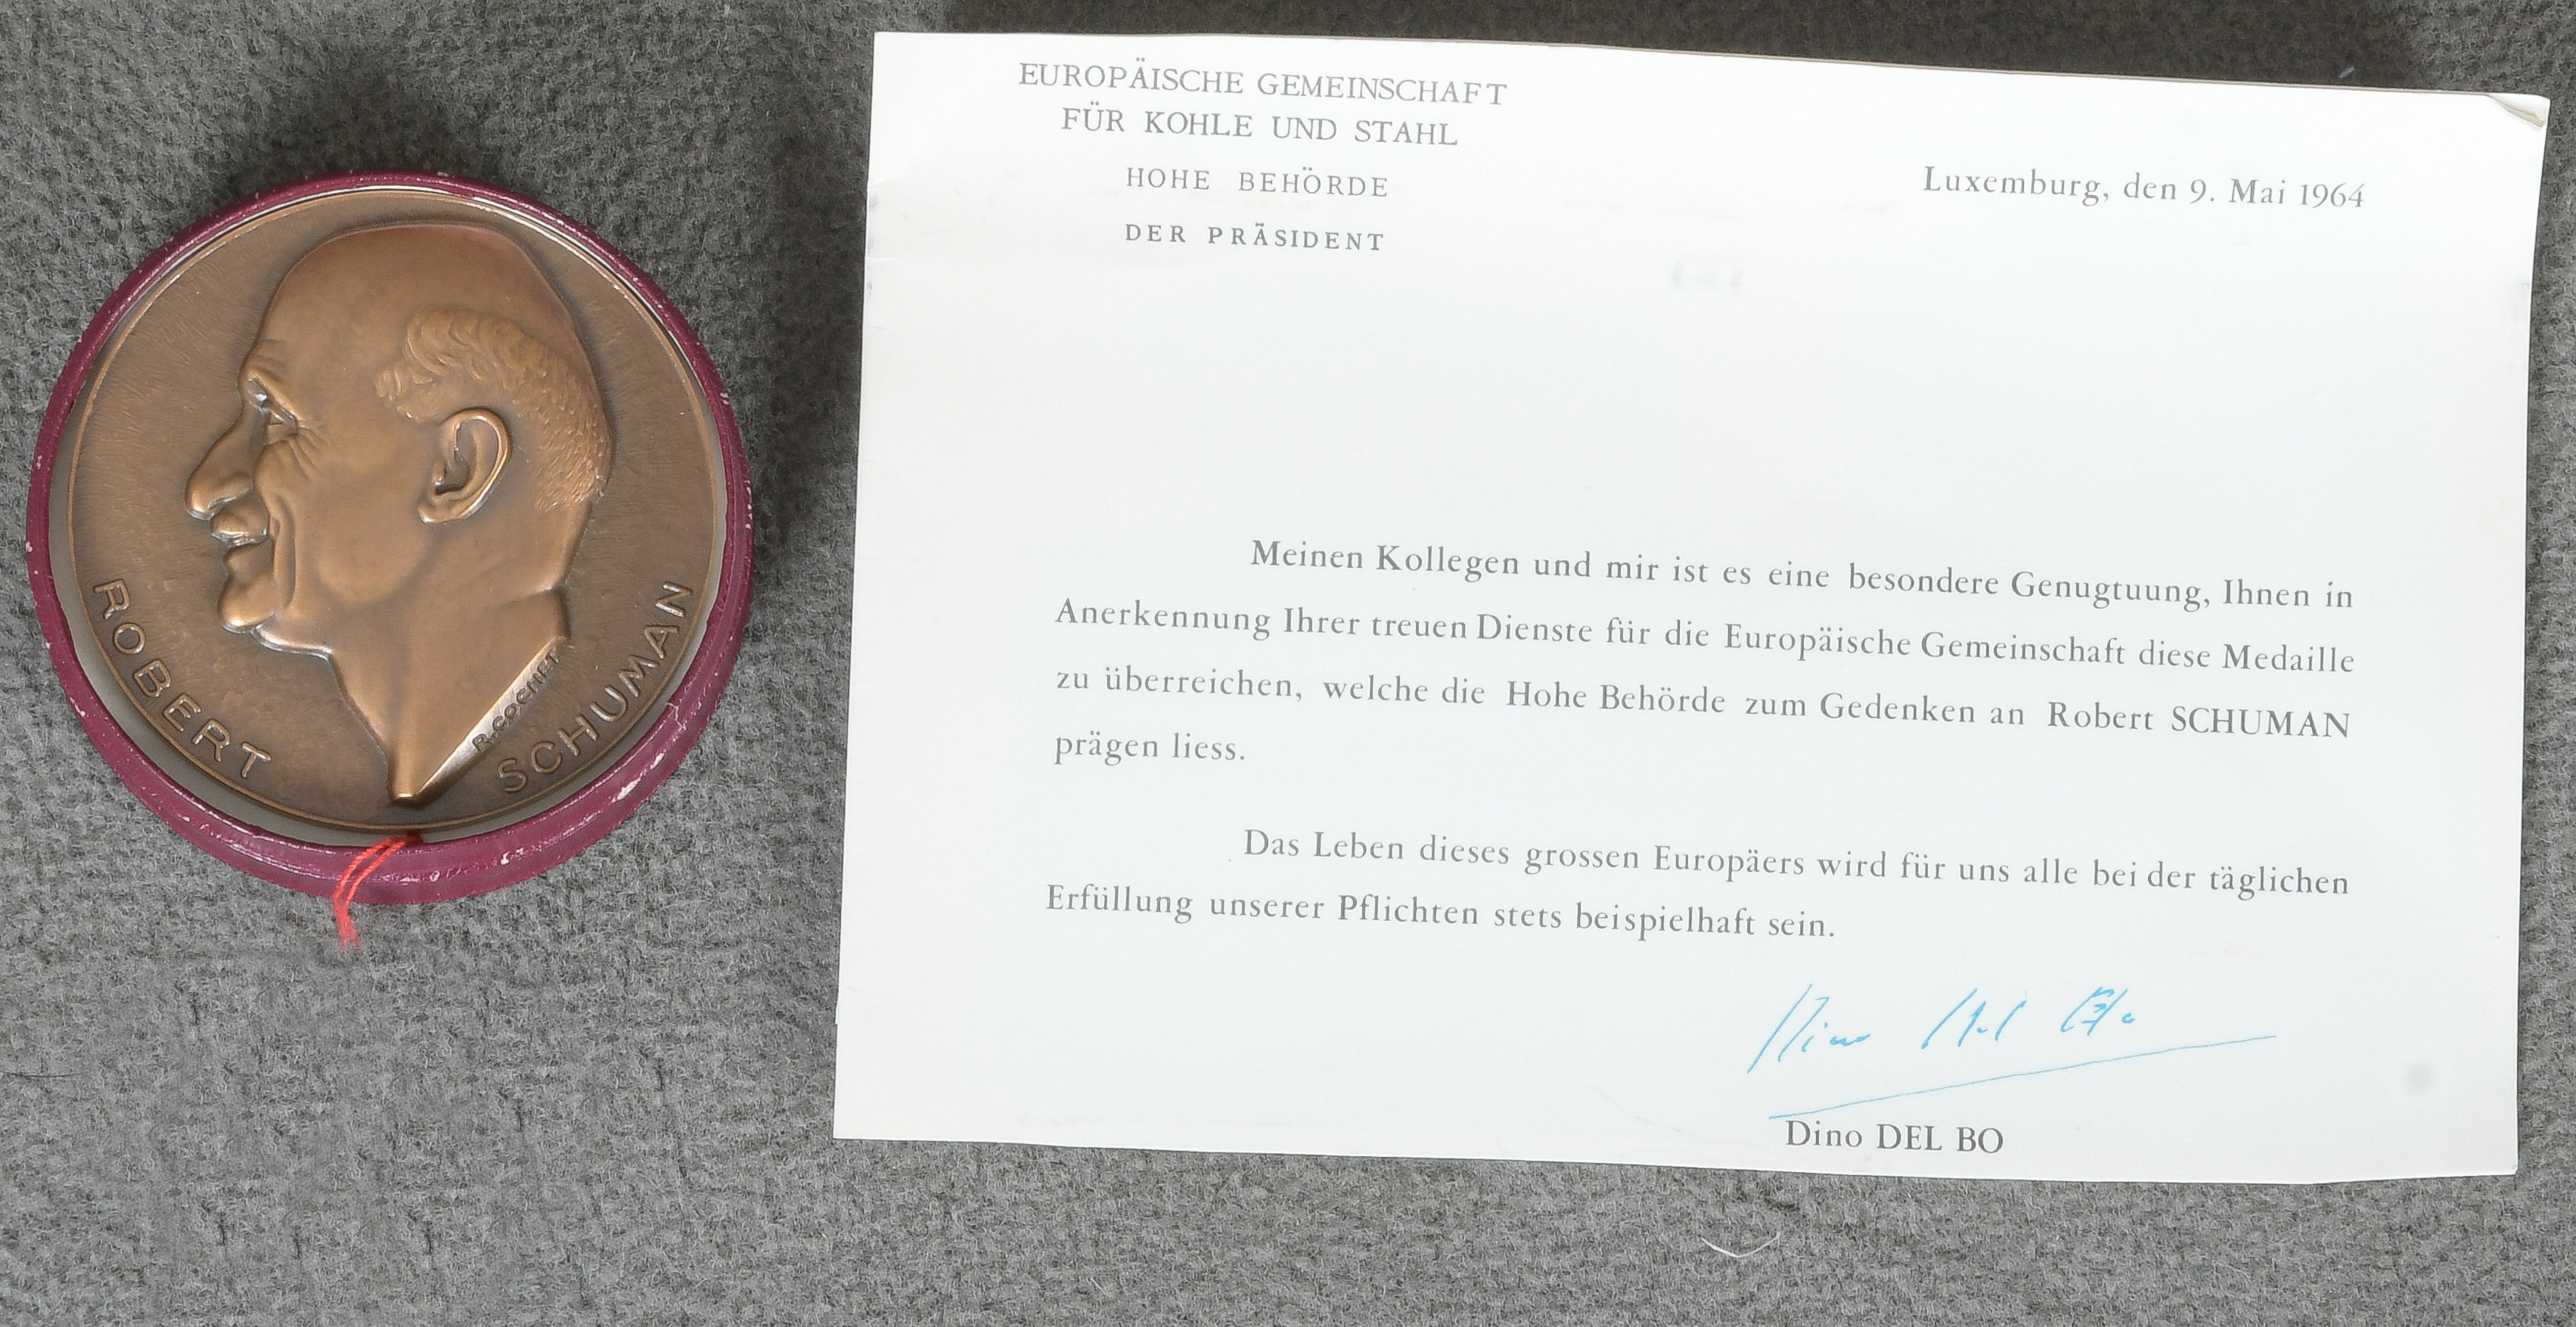 ROBERT SCHUMAN
EUROPÄISCHE GEMEINSCHAFT
FÜR KOHLE UND STAHL
HOHE BEHÖRDE
DER PRÄSIDENT
Luxemburg, den 9. Mai 1964
Meinen Kollegen und mir ist es eine besondere Genugtuung, Ihnen in
Anerkennung Ihrer treuen Dienste für die Europäische Gemeinschaft diese Medaille
zu überreichen, welche die Hohe Behörde zum Gedenken an Robert SCHUMAN
prägen liess.
Das Leben dieses grossen Europäers wird für uns alle bei der täglichen
Erfüllung unserer Pflichten stets beispielhaft sein.
Dino Del Bo
Dino DEL BO